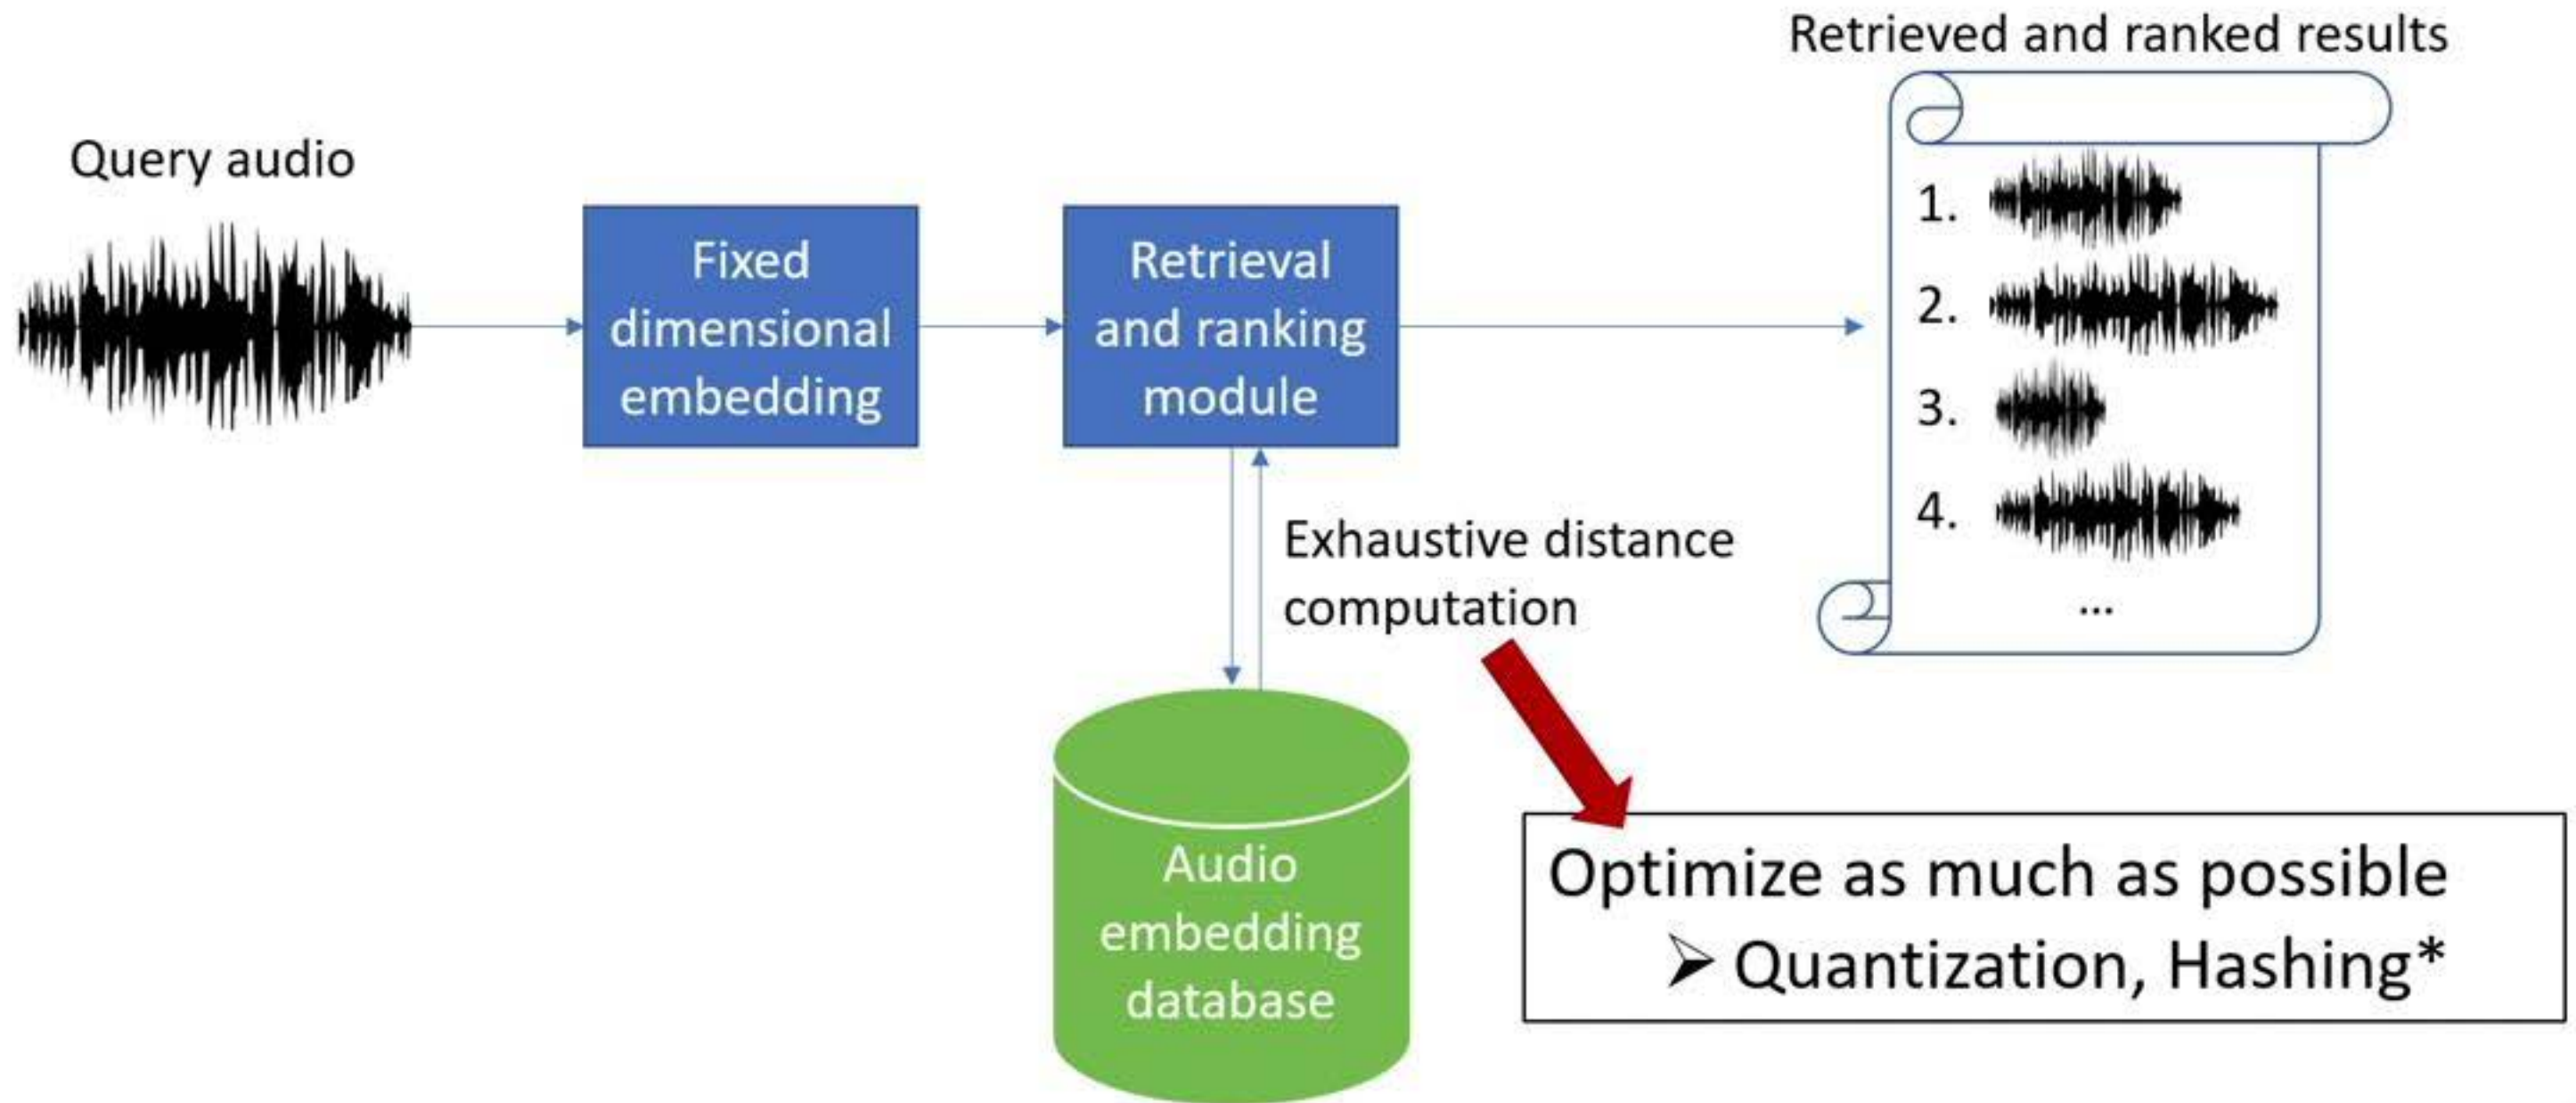 Retrieved and ranked results
Query audio
Fixed
dimensional
embedding
Retrieval
and ranking
module
1.
2.
3.
4.
...
Exhaustive distance
computation
Audio
embedding
database
Optimize as much as possible
➢ Quantization, Hashing*